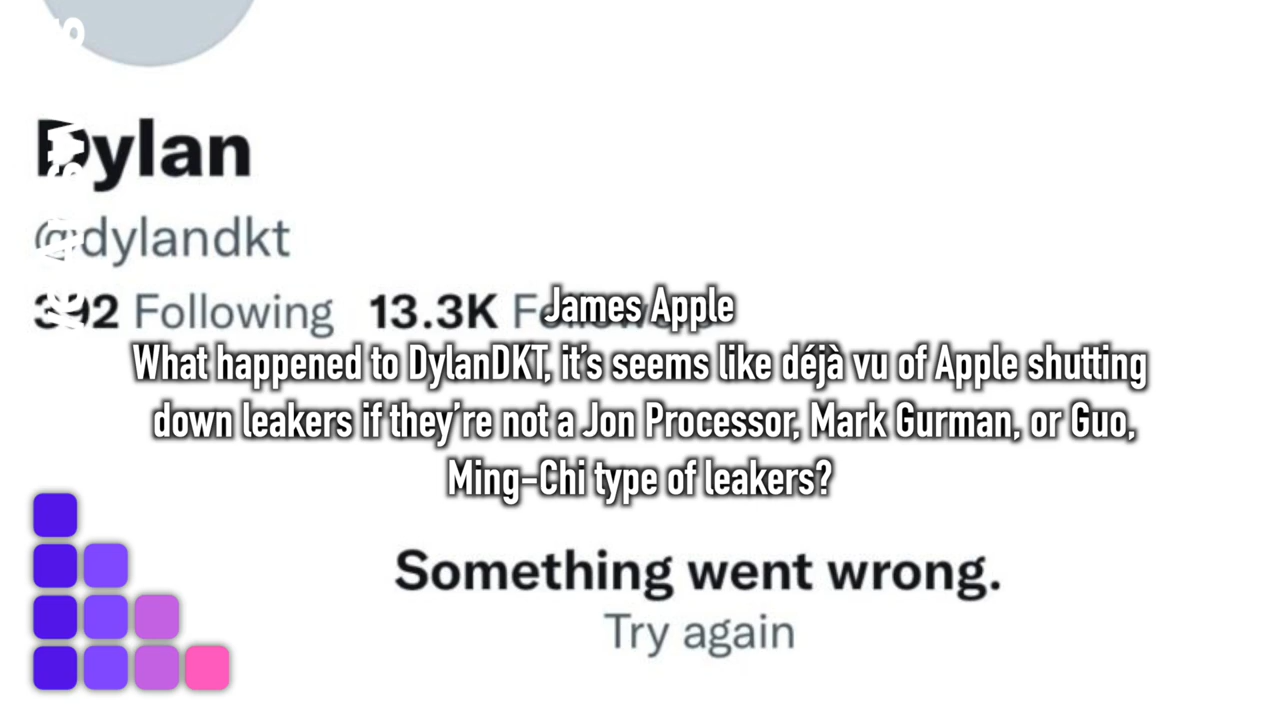 Dylan
@dylandkt
392 Following 13.3K
James Apple
What happened to DylanDKT, it's seems like déjà vu of Apple shutting
down leakers if they're not a Jon Processor, Mark Gurman, or Guo,
Ming-Chi type of leakers?
Something went wrong.
Try again